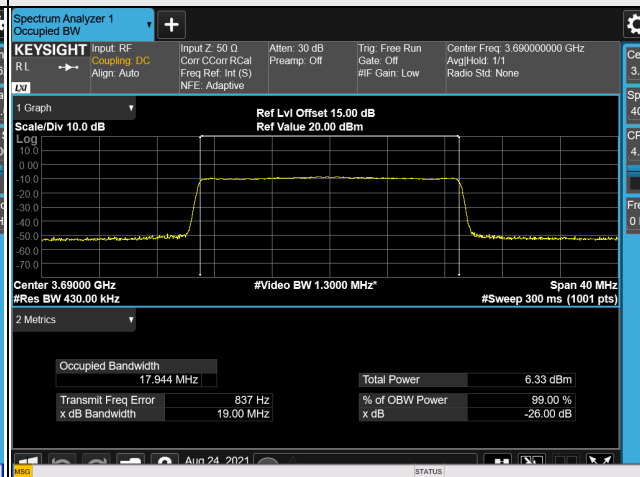 Spectrum Analyzer 1
Occupied BW
+
KEYSIGHT
RL
LXI
Input: RF
Coupling: DC
Align: Auto
Input Z: 50 Ω
Corr CCorr RCal
Freq Ref: Int (S)
NFE: Adaptive
Atten: 30 dB
Preamp: Off
Trig: Free Run
Gate: Off
#IF Gain: Low
Center Freq: 3.690000000 GHz
Avg|Hold: 1/1
Radio Std: None
1 Graph
Scale/Div 10.0 dB
Ref Lvl Offset 15.00 dB
Ref Value 20.00 dBm
Log
10.0
0.00
-10.0
-20.0
-30.0
-40.0
-50.0
-60.0
-70.0
Center 3.69000 GHz
#Video BW 1.3000 MHz*
Span 40 MHz
#Res BW 430.00 kHz
#Sweep 300 ms (1001 pts)
2 Metrics
Occupied Bandwidth
17.944 MHz
Total Power 6.33 dBm
Transmit Freq Error 837 Hz
% of OBW Power 99.00 %
x dB Bandwidth 19.00 MHz
x dB -26.00 dB
Aug 24, 2021
MSG
STATUS